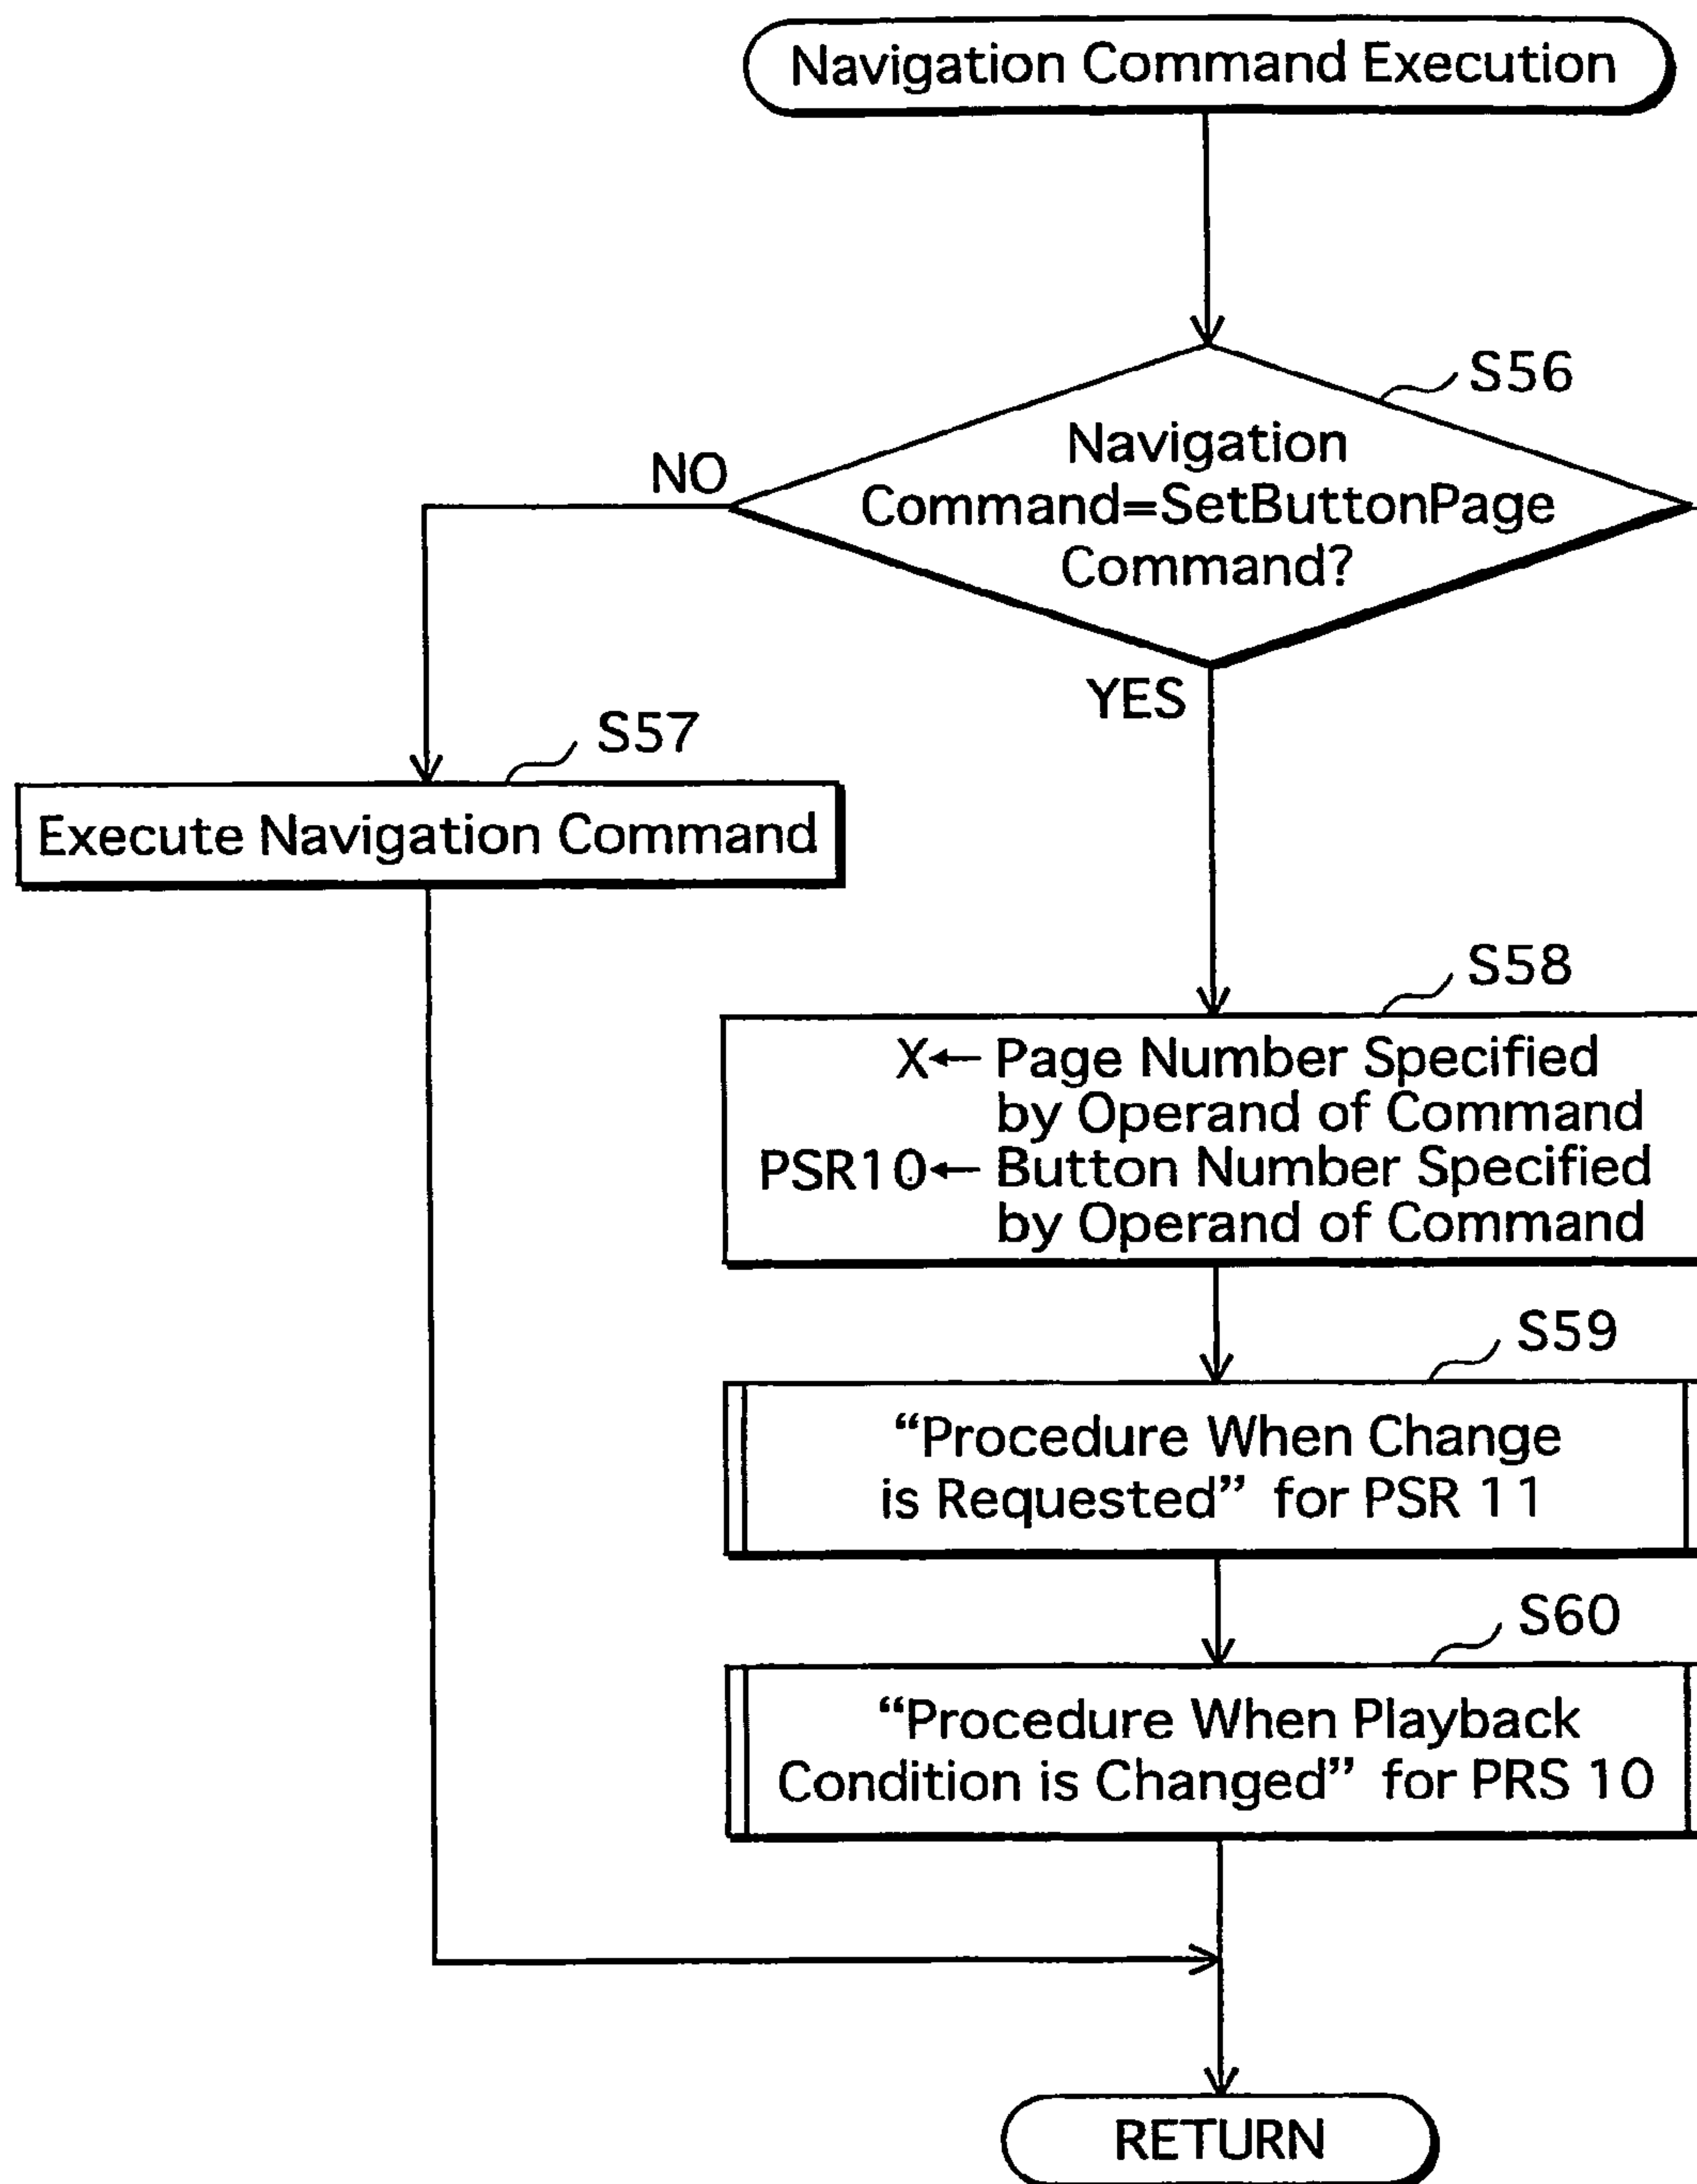 Navigation Command Execution
S56
Navigation
Command=SetButtonPage
Command?
NO
YES
S57
Execute Navigation Command
S58
X← Page Number Specified
by Operand of Command
PSR10← Button Number Specified
by Operand of Command
S59
“Procedure When Change
is Requested” for PSR 11
S60
“Procedure When Playback
Condition is Changed” for PRS 10
RETURN